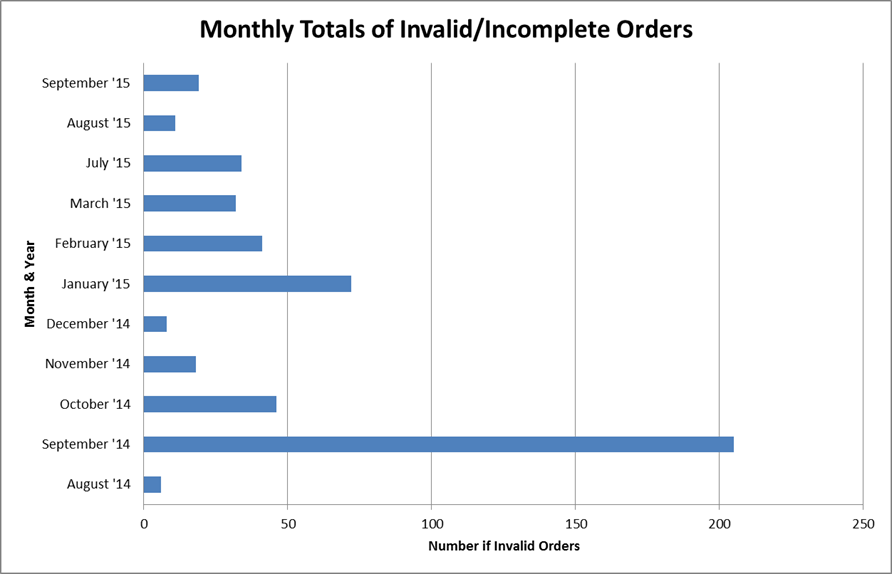 Monthly Totals of Invalid/Incomplete Orders
September '15
August '15
July '15
March '15
February '15
January '15
December '14
November '14
October '14
September '14
August '14
Month & Year
0 50 100 150 200 250
Number if Invalid Orders